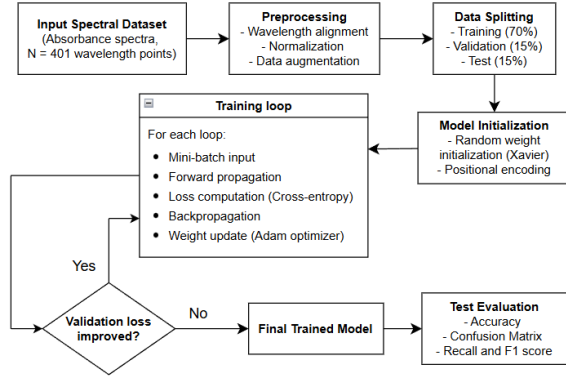 Input Spectral Dataset
(Absorbance spectra,
N = 401 wavelength points)
Preprocessing
- Wavelength alignment
- Normalization
- Data augmentation
Data Splitting
- Training (70%)
- Validation (15%)
- Test (15%)
Model Initialization
- Random weight
initialization (Xavier)
- Positional encoding
Training loop
For each loop:
• Mini-batch input
• Forward propagation
• Loss computation (Cross-entropy)
• Backpropagation
• Weight update (Adam optimizer)
Yes
Validation loss
improved?
No
Final Trained Model
Test Evaluation
- Accuracy
- Confusion Matrix
- Recall and F1 score